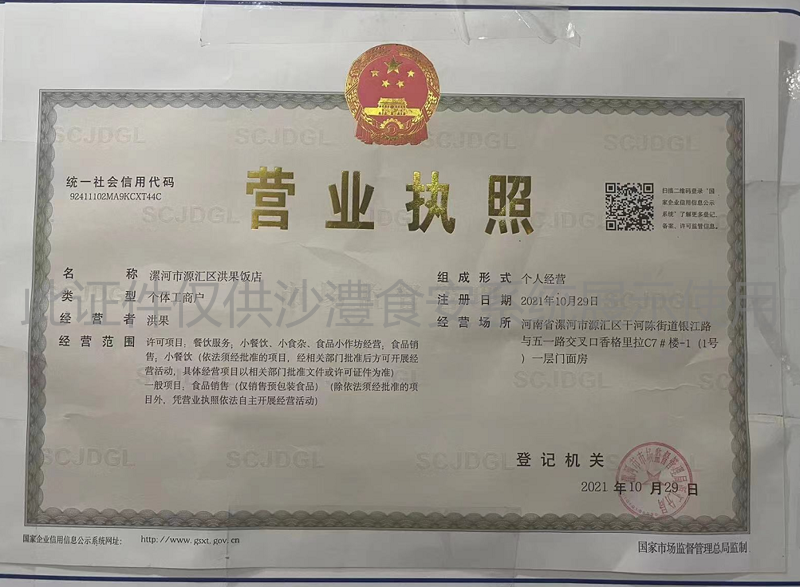 营业执照
统一社会信用代码
92411102MA9KCXT44C
扫描二维码登录“国
家企业信用信息公示
系统”了解更多登记、
备案、许可监管信息。
名称 漯河市源汇区洪果饭店
类型 个体工商户
经营者 洪果
经营范围 许可项目：餐饮服务，小餐饮、小食杂、食品小作坊经营，食品销
售，小餐饮（依法须经批准的项目，经相关部门批准后方可开展经
营活动，具体经营项目以相关部门批准文件或许可证件为准）
一般项目：食品销售（仅销售预包装食品）（除依法须经批准的项
目外，凭营业执照依法自主开展经营活动）
组成形式 个人经营
注册日期 2021年10月29日
经营场所 河南省漯河市源汇区干河陈街道银江路
与五一路交叉口香格里拉C7＃楼-1（1号
）一层门面房
此证件仅供沙澧食安
登记机关
2021 年 10 月 29 日
国家企业信用信息公示系统网址： http://www.gsxt.gov.cn
国家市场监督管理总局监制
SCJDGL